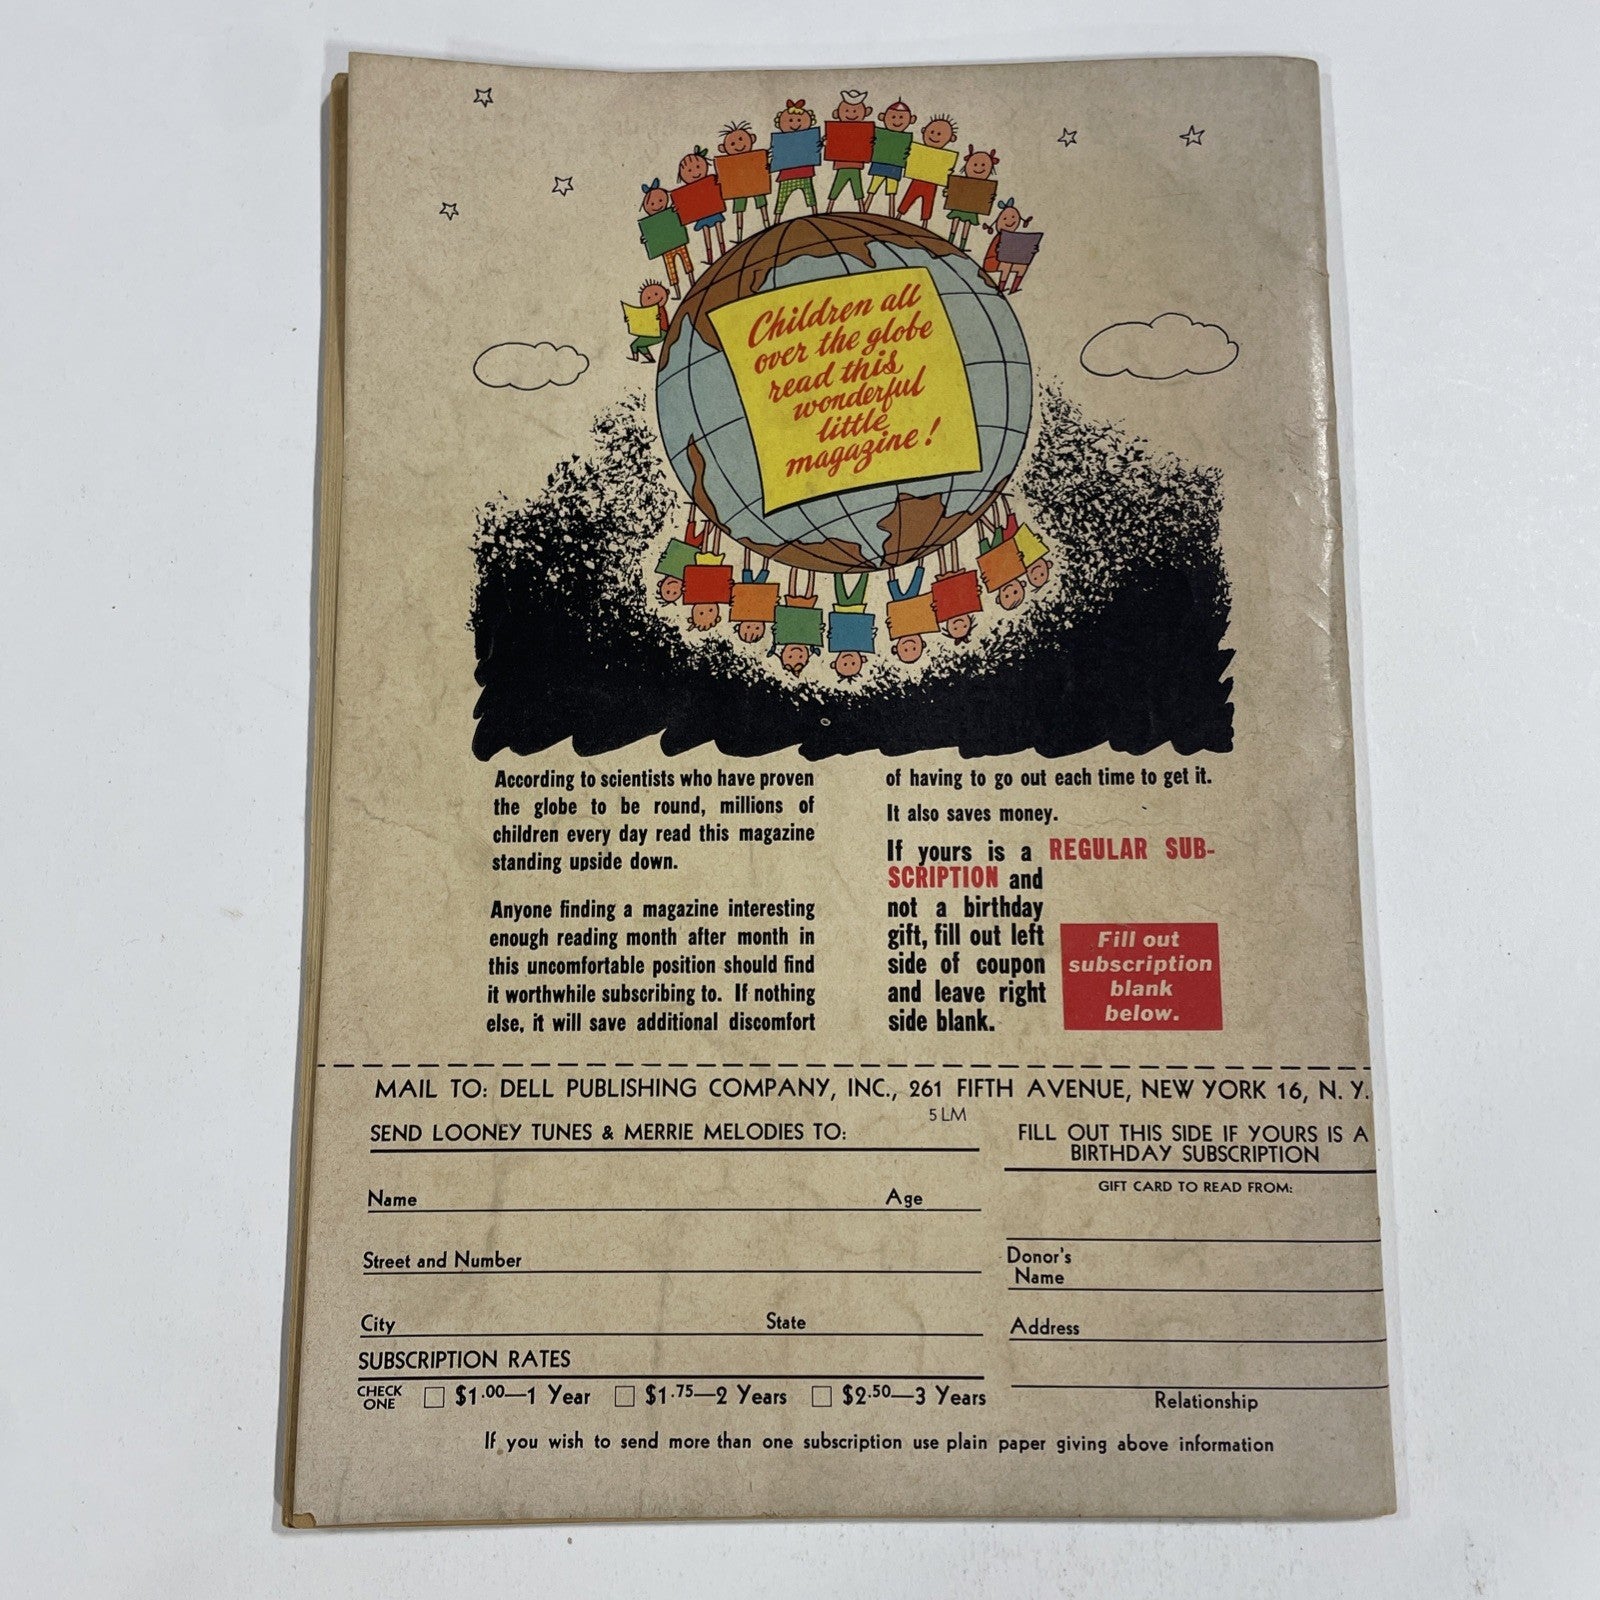 Children all
over the globe
read this
wonderful
little
magazine!
According to scientists who have proven
the globe to be round, millions of
children every day read this magazine
standing upside down.
Anyone finding a magazine interesting
enough reading month after month in
this uncomfortable position should find
it worthwhile subscribing to. If nothing
else, it will save additional discomfort
of having to go out each time to get it.
It also saves money.
If yours is a REGULAR SUB-
SCRIPTION and
not a birthday
gift, fill out left
side of coupon
and leave right
side blank.
Fill out
subscription
blank
below.
MAIL TO: DELL PUBLISHING COMPANY, INC., 261 FIFTH AVENUE, NEW YORK 16, N. Y.
5 LM
SEND LOONEY TUNES & MERRIE MELODIES TO:
Name Age
Street and Number
City State
SUBSCRIPTION RATES
CHECK
ONE
$1.00—1 Year $1.75—2 Years $2.50—3 Years
FILL OUT THIS SIDE IF YOURS IS A
BIRTHDAY SUBSCRIPTION
GIFT CARD TO READ FROM:
Donor's
Name
Address
Relationship
If you wish to send more than one subscription use plain paper giving above information